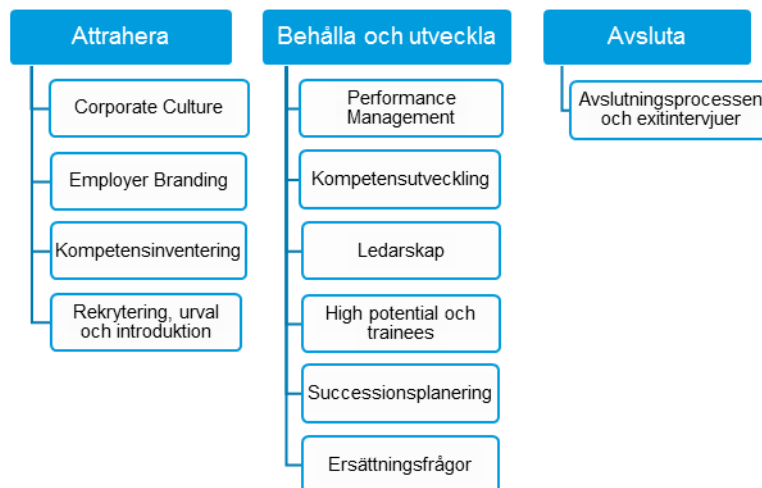 Attrahera
Corporate Culture
Employer Branding
Kompetensinventering
Rekrytering, urval
och introduktion
Behålla och utveckla
Performance
Management
Kompetensutveckling
Ledarskap
High potential och
trainees
Successionsplanering
Ersättningsfrågor
Avsluta
Avslutningsprocessen
och exitintervjuer